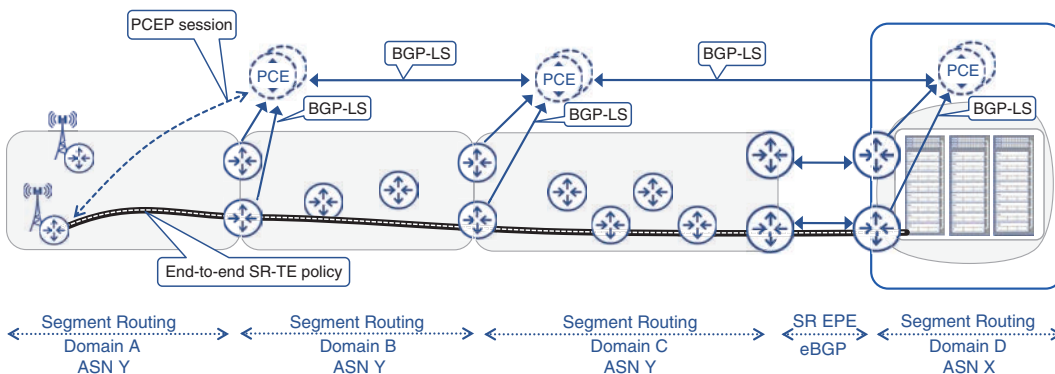 PCEP session
BGP-LS
BGP-LS
PCE
PCE
PCE
BGP-LS
BGP-LS
BGP-LS
End-to-end SR-TE policy
Segment Routing
Domain A
ASN Y
Segment Routing
Domain B
ASN Y
Segment Routing
Domain C
ASN Y
SR EPE
eBGP
Segment Routing
Domain D
ASN X